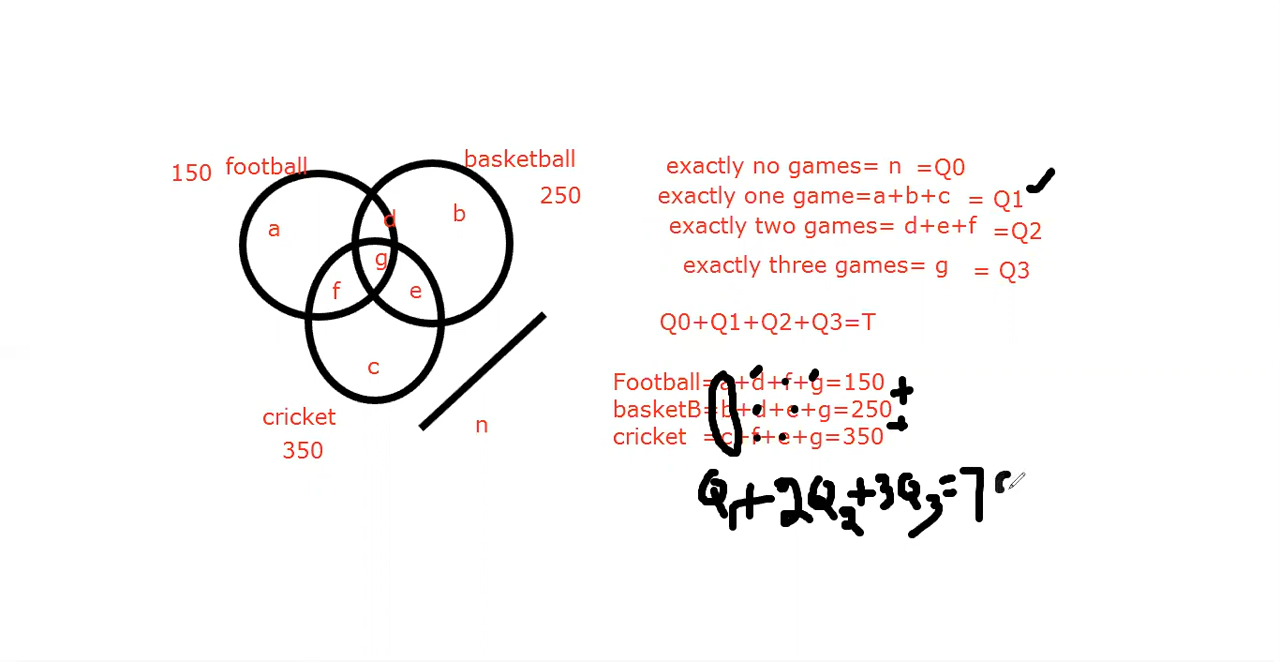 150 football
basketball
250
a
d
b
g
f
e
c
n
cricket
350
exactly no games= n =Q0
exactly one game=a+b+c = Q1
exactly two games= d+e+f =Q2
exactly three games= g = Q3
Q0+Q1+Q2+Q3=T
Football=a+d+f+g=150 +
basketB=b+d+e+g=250 +
cricket =c+f+e+g=350
Q1+2Q2+3Q3=7